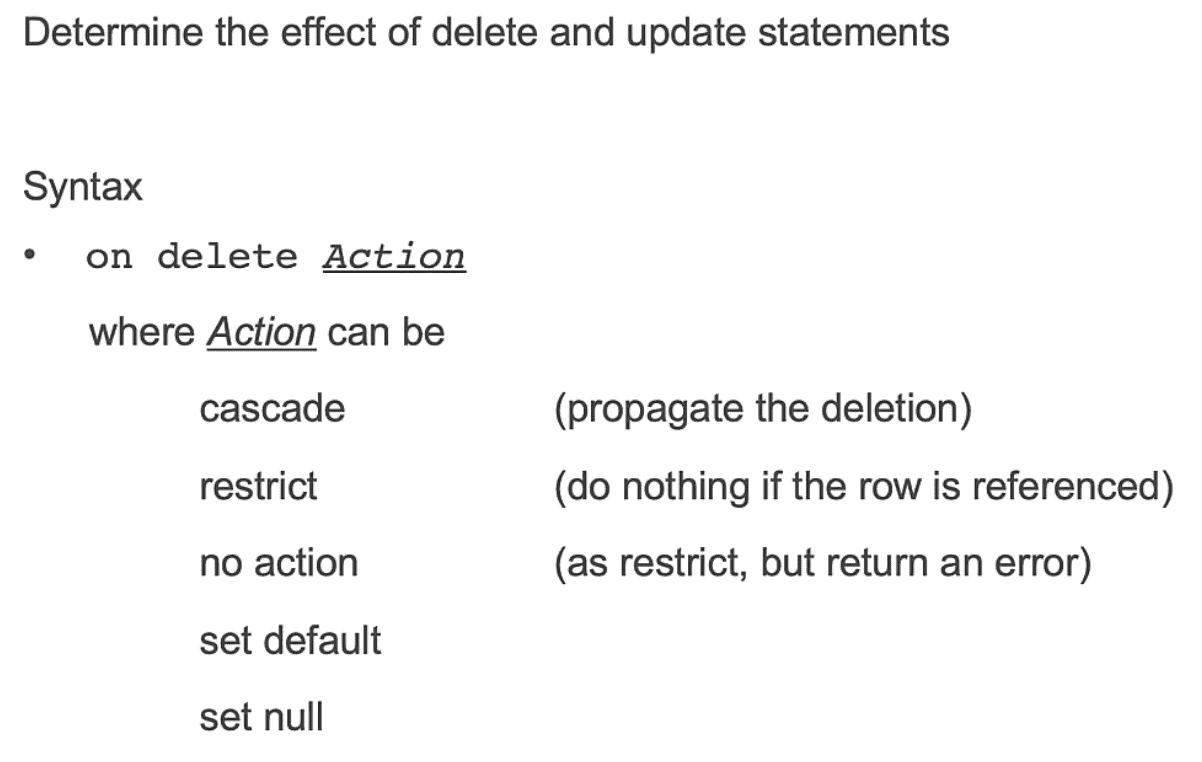 Determine the effect of delete and update statements
Syntax
• on delete Action
where Action can be
cascade (propagate the deletion)
restrict (do nothing if the row is referenced)
no action (as restrict, but return an error)
set default
set null